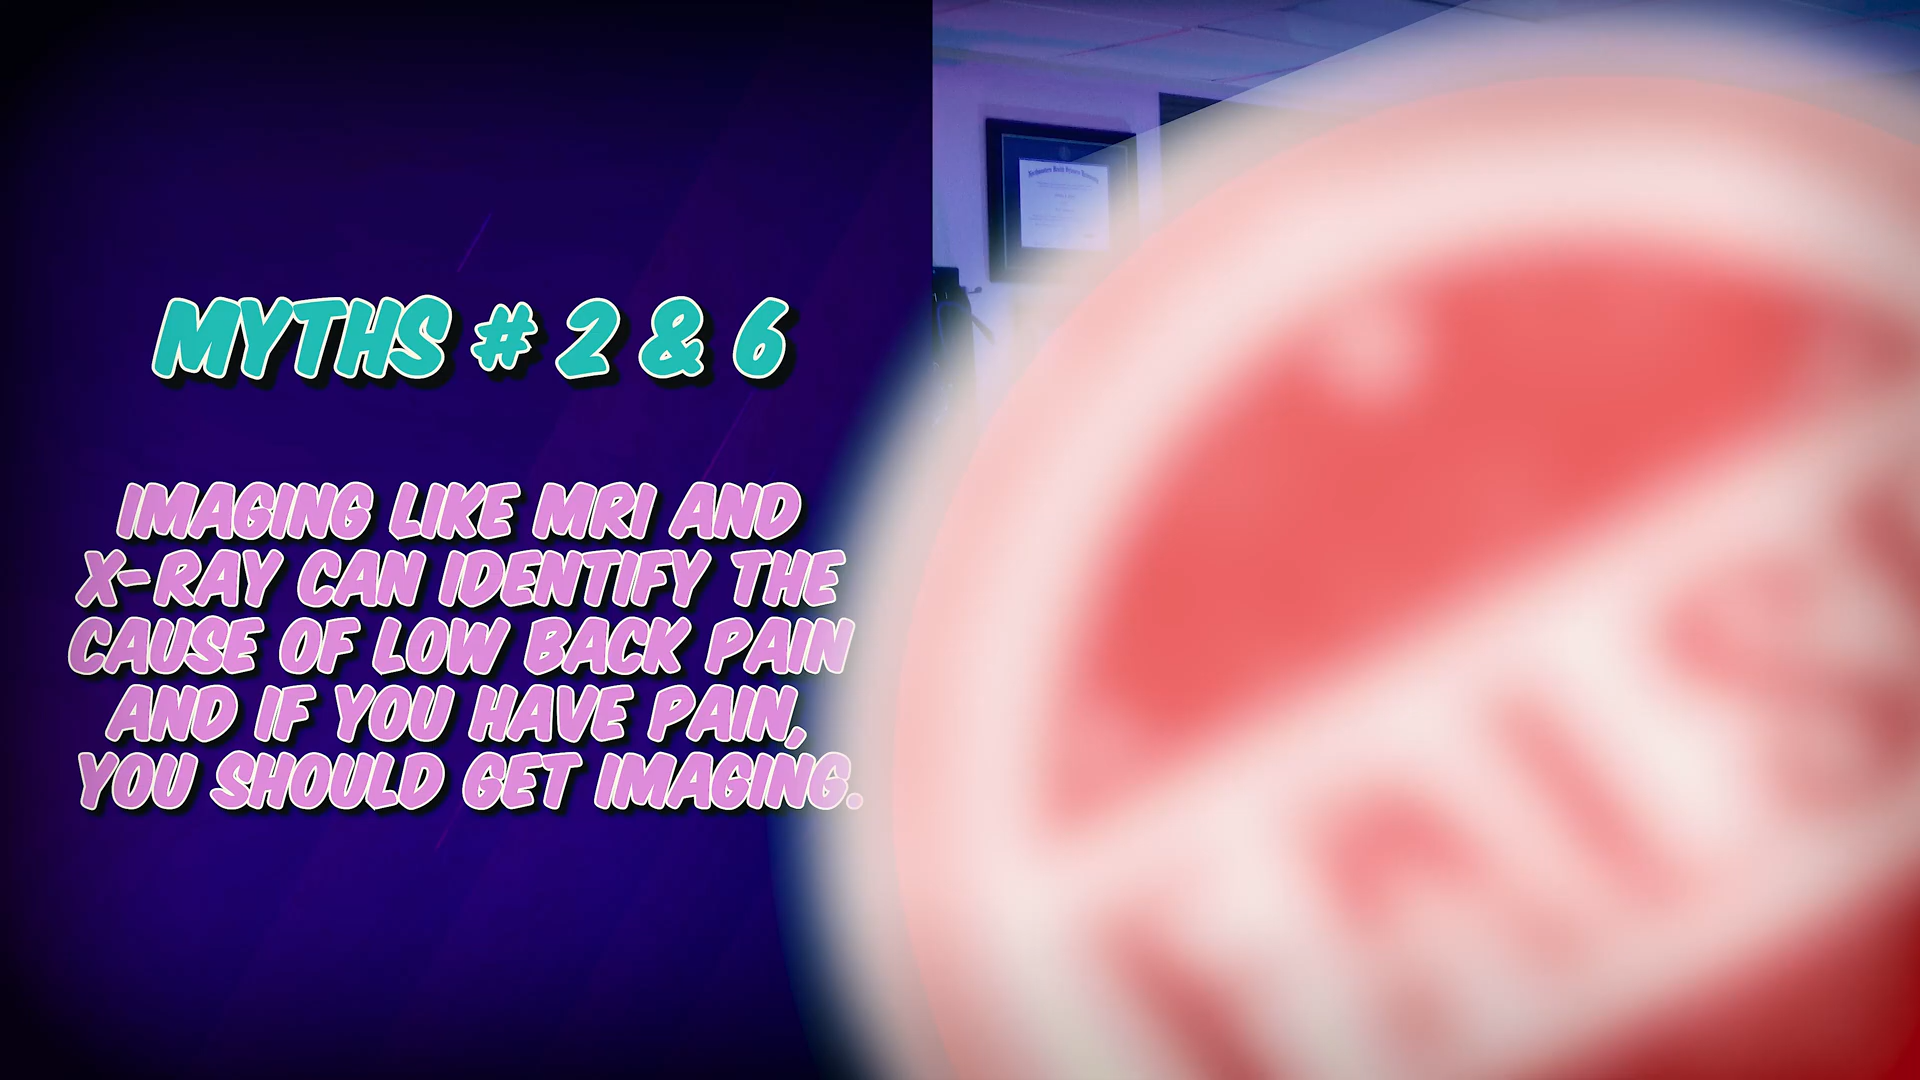 MYTHS # 2 & 6
IMAGING LIKE MRI AND
X-RAY CAN IDENTIFY THE
CAUSE OF LOW BACK PAIN
AND IF YOU HAVE PAIN,
YOU SHOULD GET IMAGING.